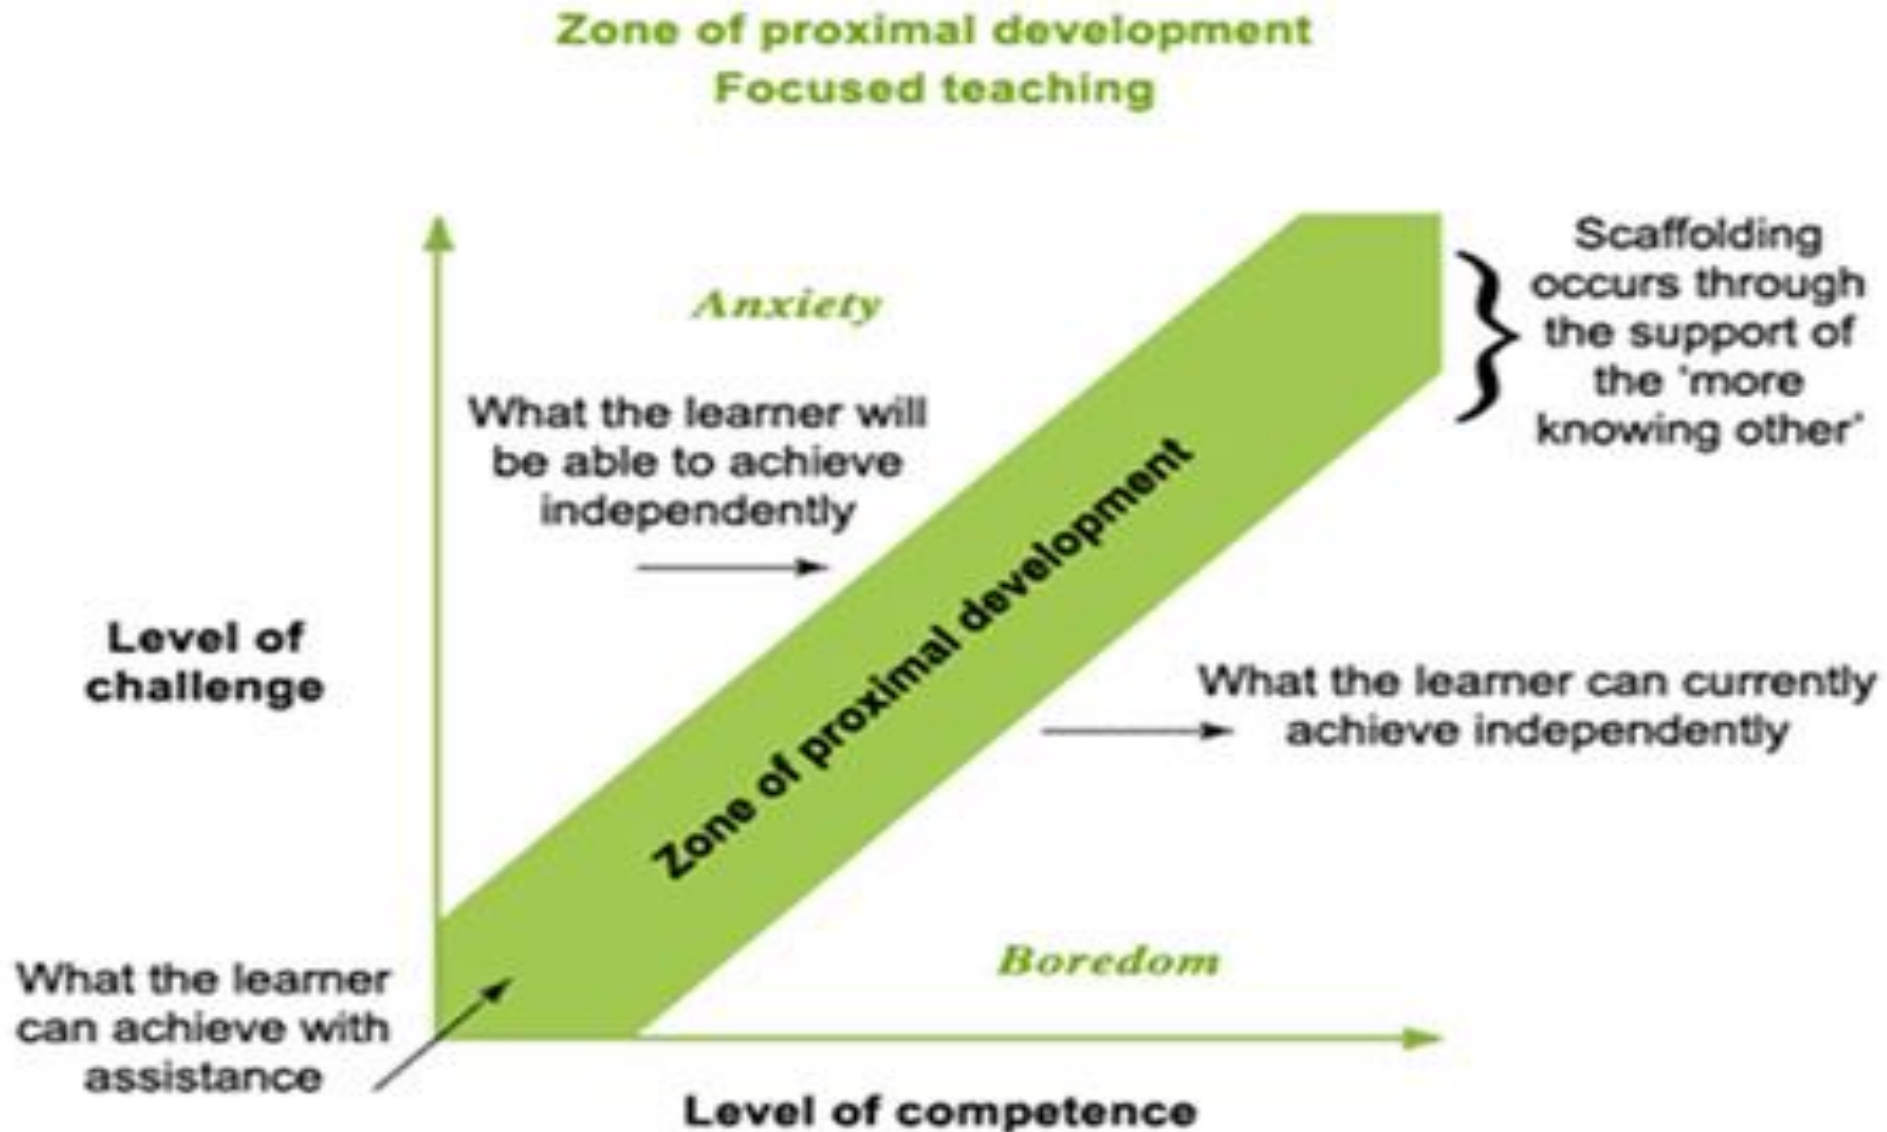 Zone of proximal development
Focused teaching
Anxiety
What the learner will
be able to achieve
independently
Scaffolding
occurs through
the support of
the 'more
knowing other'
Level of
challenge
Zone of proximal development
What the learner can currently
achieve independently
Boredom
What the learner
can achieve with
assistance
Level of competence